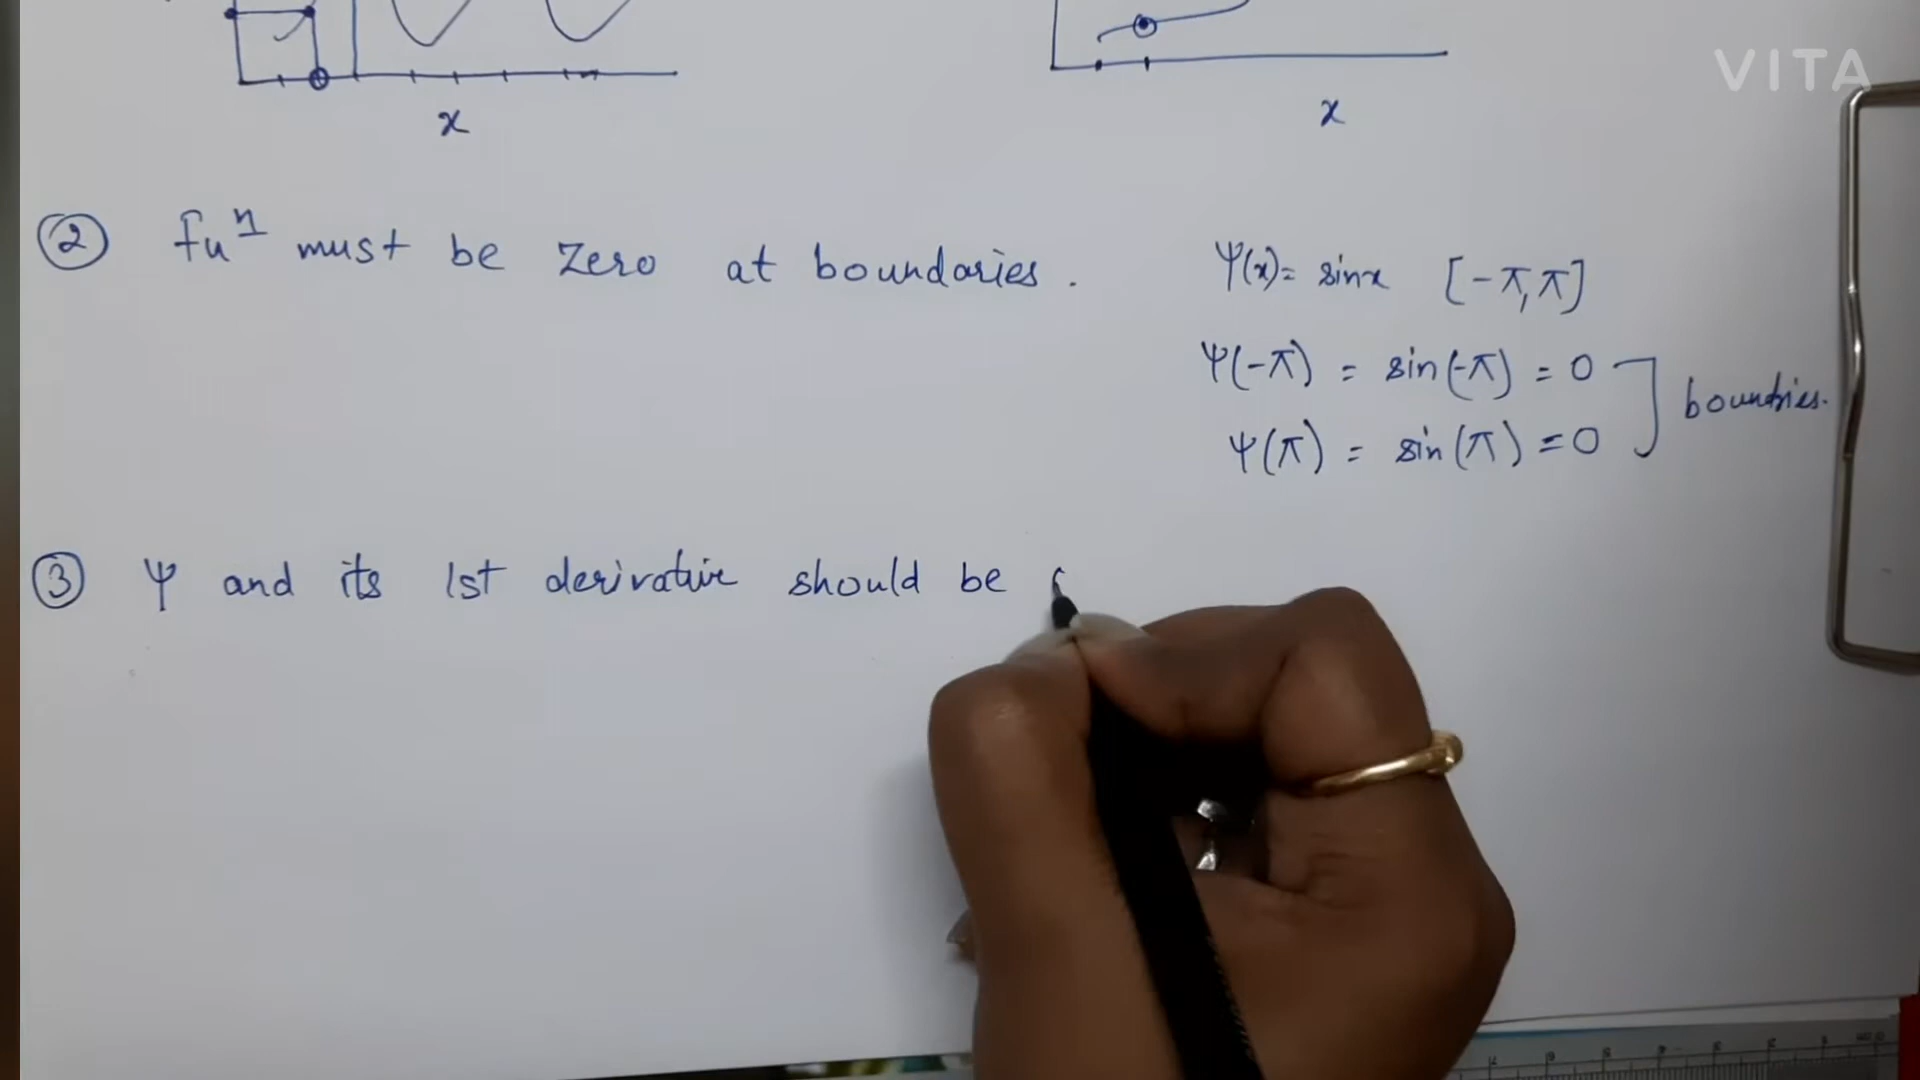 VITA
x
x
② fuⁿ must be zero at boundaries.
Ψ(x)= sinx [-π,π]
Ψ(-π) = sin(-π) = 0
Ψ(π) = sin(π) = 0
boundries.
③ Ψ and its 1st derivative should be